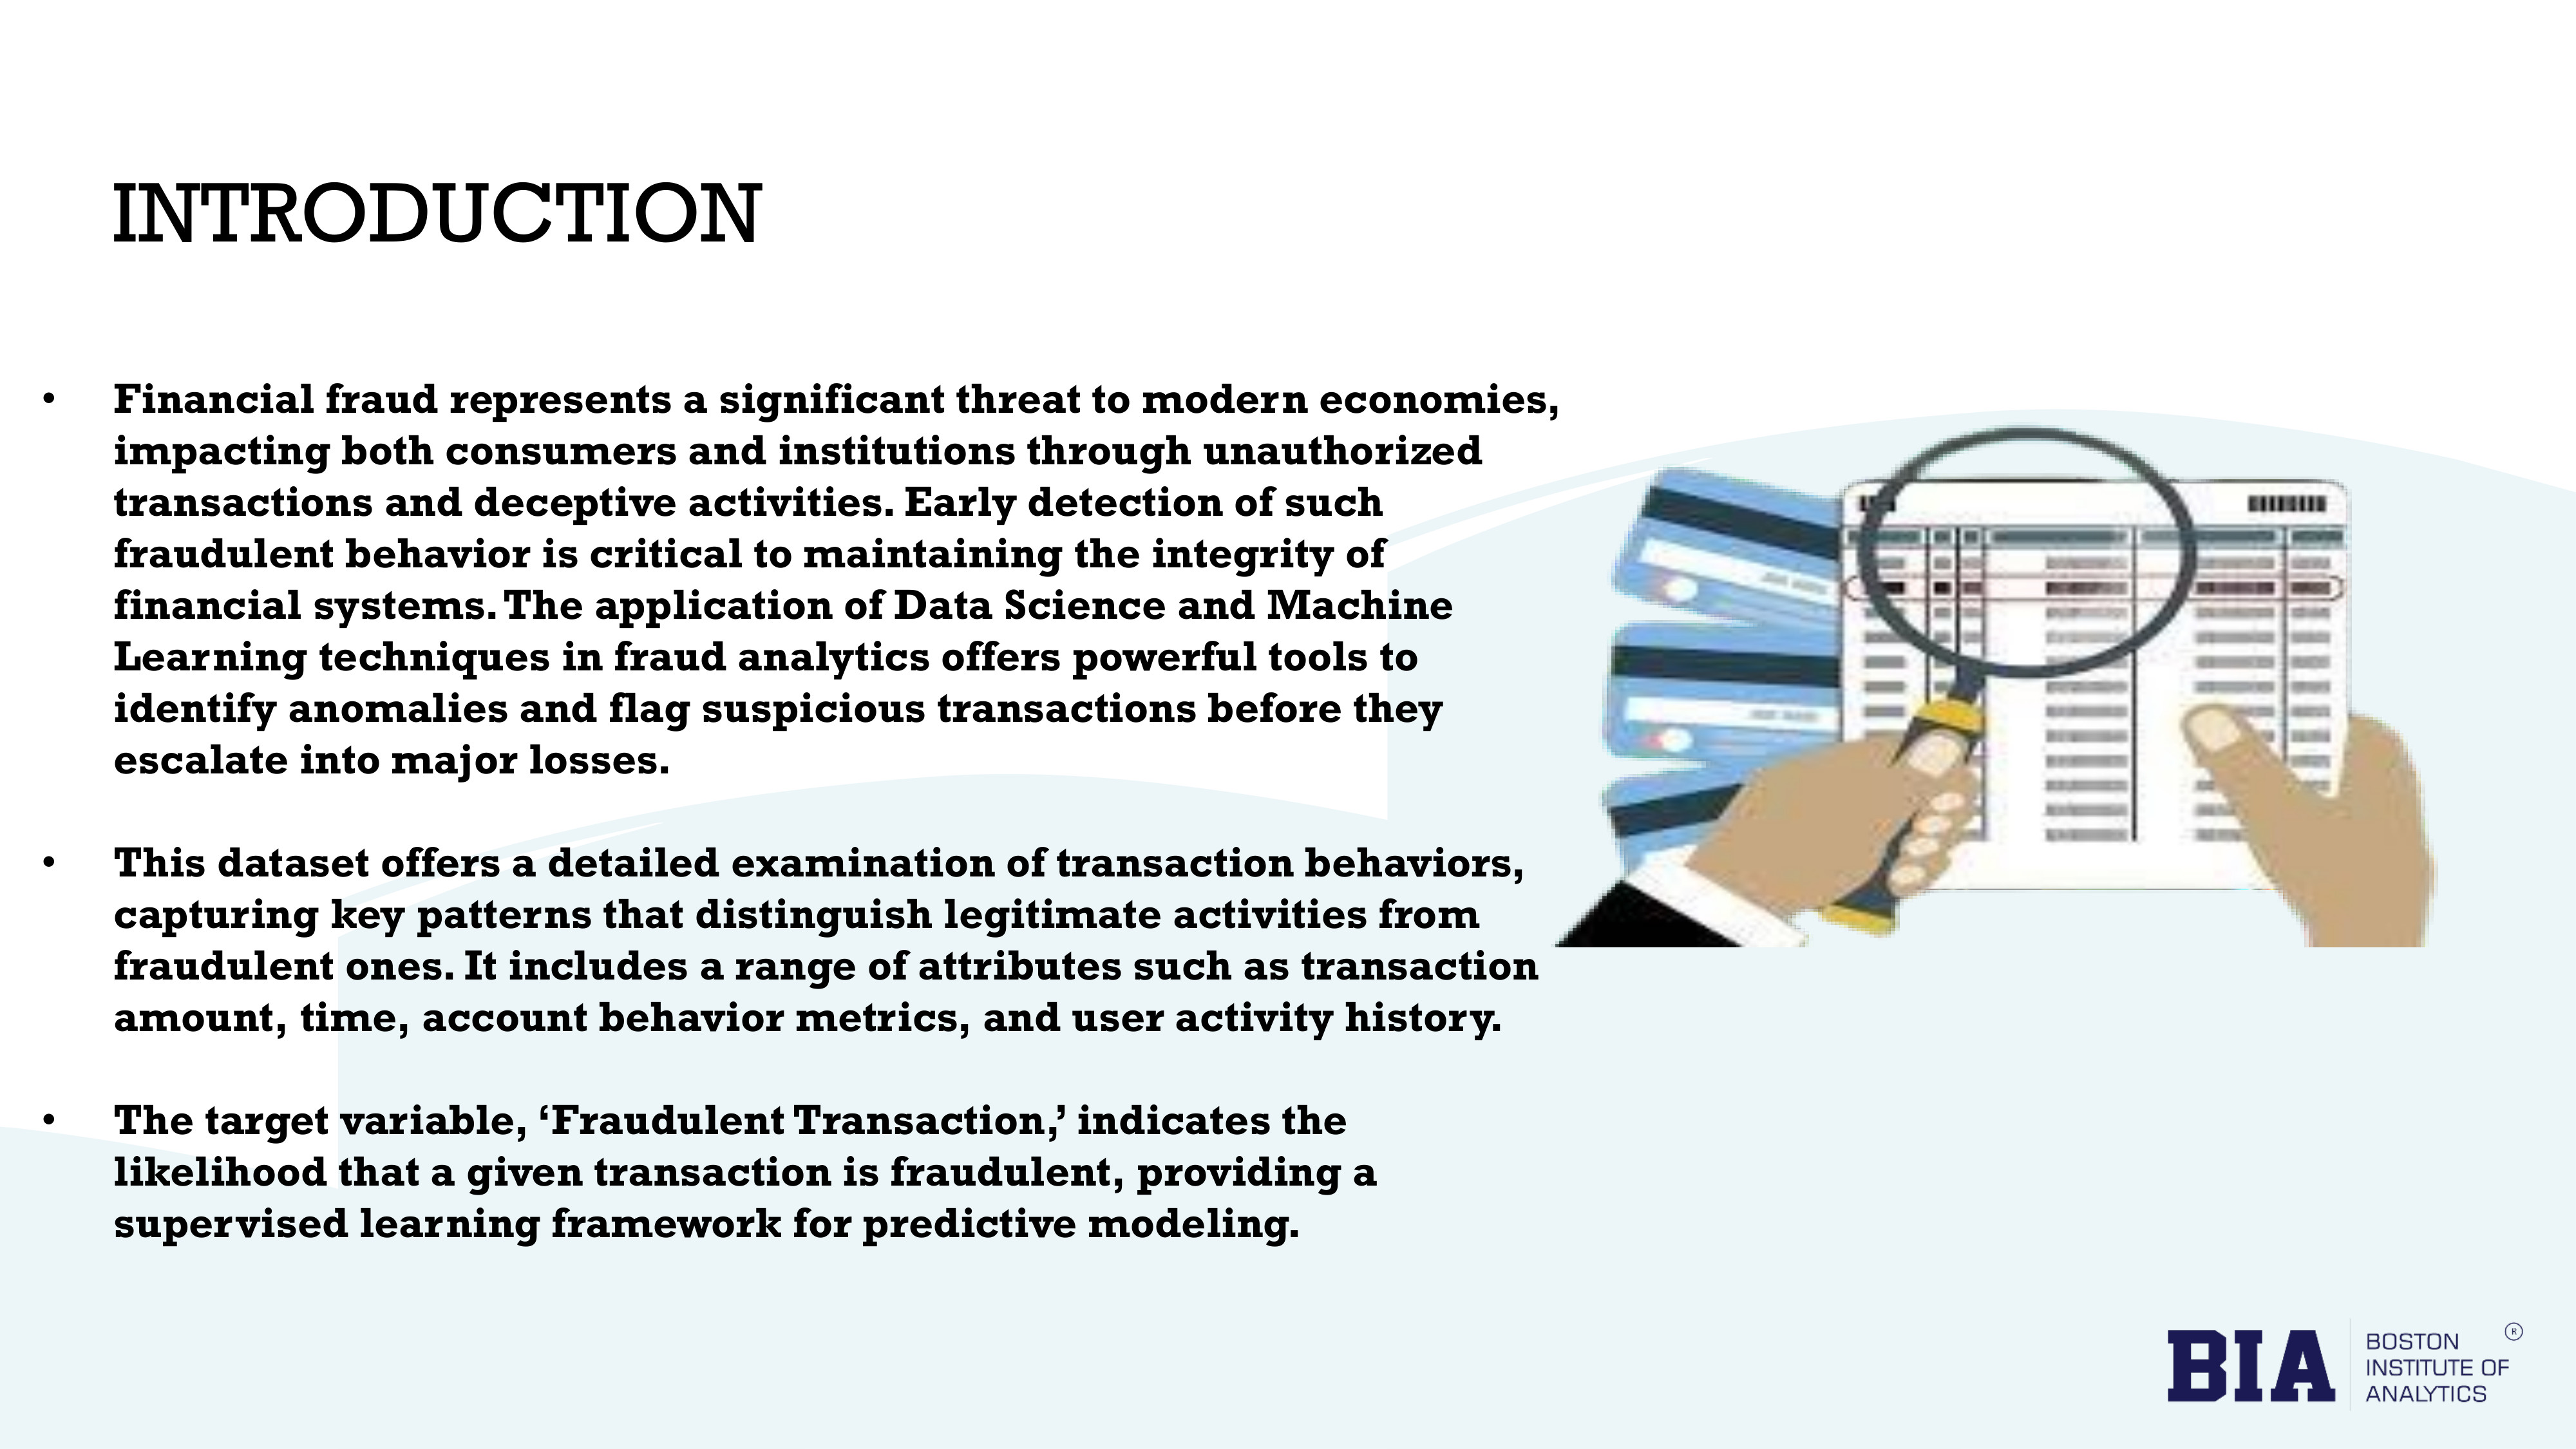 INTRODUCTION
• Financial fraud represents a significant threat to modern economies,
impacting both consumers and institutions through unauthorized
transactions and deceptive activities. Early detection of such
fraudulent behavior is critical to maintaining the integrity of
financial systems. The application of Data Science and Machine
Learning techniques in fraud analytics offers powerful tools to
identify anomalies and flag suspicious transactions before they
escalate into major losses.
• This dataset offers a detailed examination of transaction behaviors,
capturing key patterns that distinguish legitimate activities from
fraudulent ones. It includes a range of attributes such as transaction
amount, time, account behavior metrics, and user activity history.
• The target variable, ‘Fraudulent Transaction,’ indicates the
likelihood that a given transaction is fraudulent, providing a
supervised learning framework for predictive modeling.
BIA
BOSTON ®
INSTITUTE OF
ANALYTICS